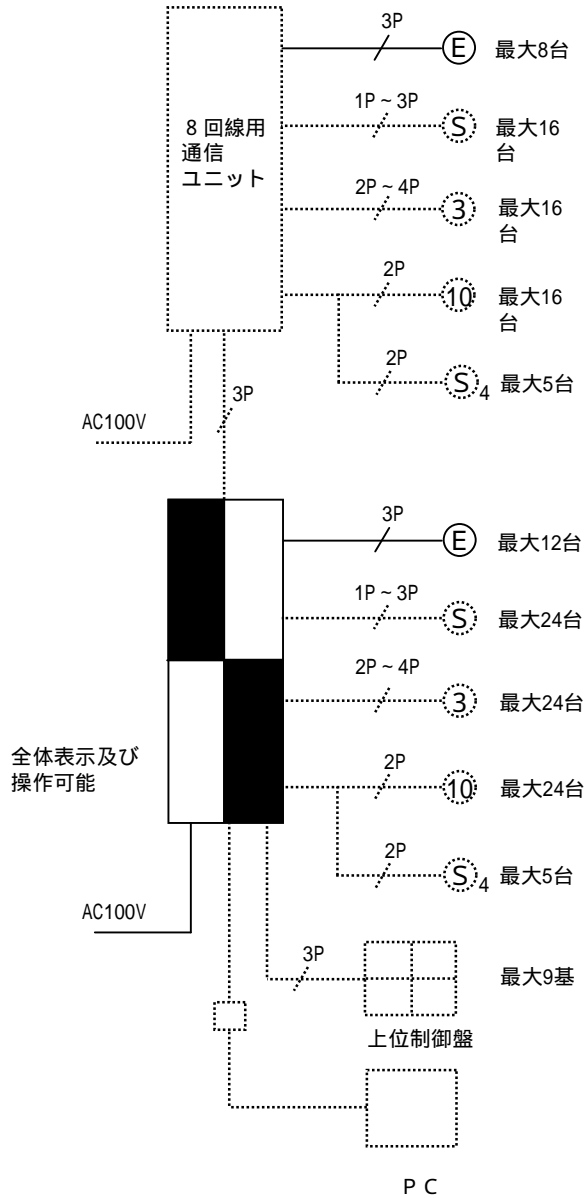 3P
E 最大8台
1P ~ 3P
S 最大16
台
8 回線用
通信
ユニット
2P ~ 4P
3 最大16
台
2P
10 最大16
台
2P
S4 最大5台
3P
AC100V
3P
E 最大12台
1P ~ 3P
S 最大24台
2P ~ 4P
3 最大24台
全体表示及び
操作可能
2P
10 最大24台
2P
S4 最大5台
AC100V
3P
最大9基
上位制御盤
P C